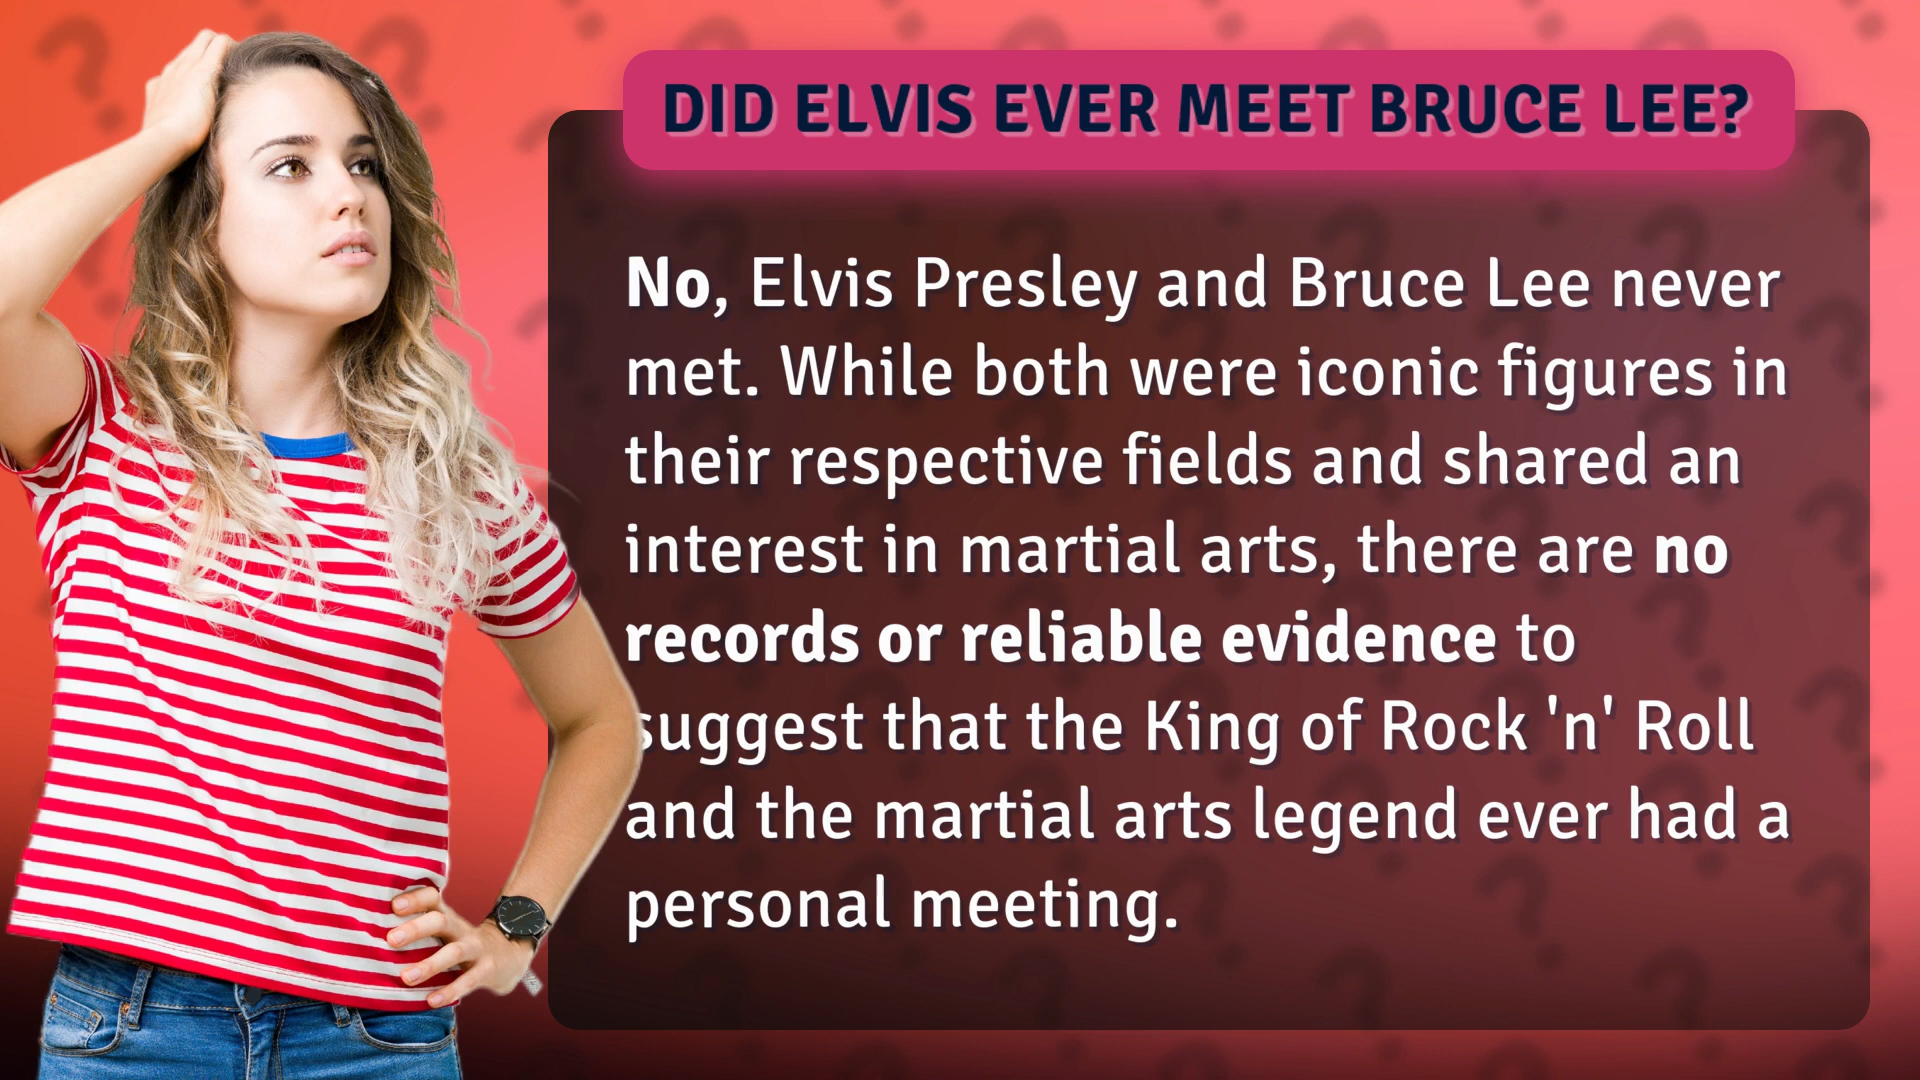 DID ELVIS EVER MEET BRUCE LEE?
No, Elvis Presley and Bruce Lee never
met. While both were iconic figures in
their respective fields and shared an
interest in martial arts, there are no
records or reliable evidence to
suggest that the King of Rock 'n' Roll
and the martial arts legend ever had a
personal meeting.